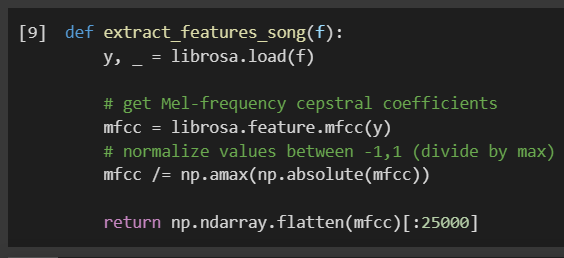 [9] def extract_features_song(f):
y, _ = librosa.load(f)
# get Mel-frequency cepstral coefficients
mfcc = librosa.feature.mfcc(y)
# normalize values between -1,1 (divide by max)
mfcc /= np.amax(np.absolute(mfcc))
return np.ndarray.flatten(mfcc)[:25000]